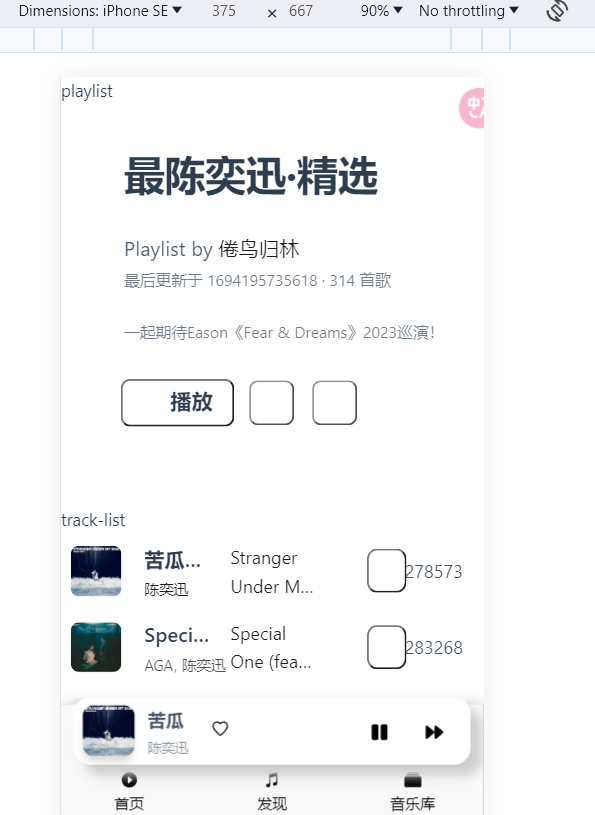 Dimensions: iPhone SE 375 × 667 90% No throttling
playlist
中
最陈奕迅·精选
Playlist by 倦鸟归林
最后更新于 1694195735618 · 314 首歌
一起期待Eason《Fear & Dreams》2023巡演！
播放
track-list
苦瓜...
陈奕迅
Stranger
Under M...
278573
Speci...
AGA, 陈奕迅
Special
One (fea...
283268
苦瓜
陈奕迅
首页 发现 音乐库